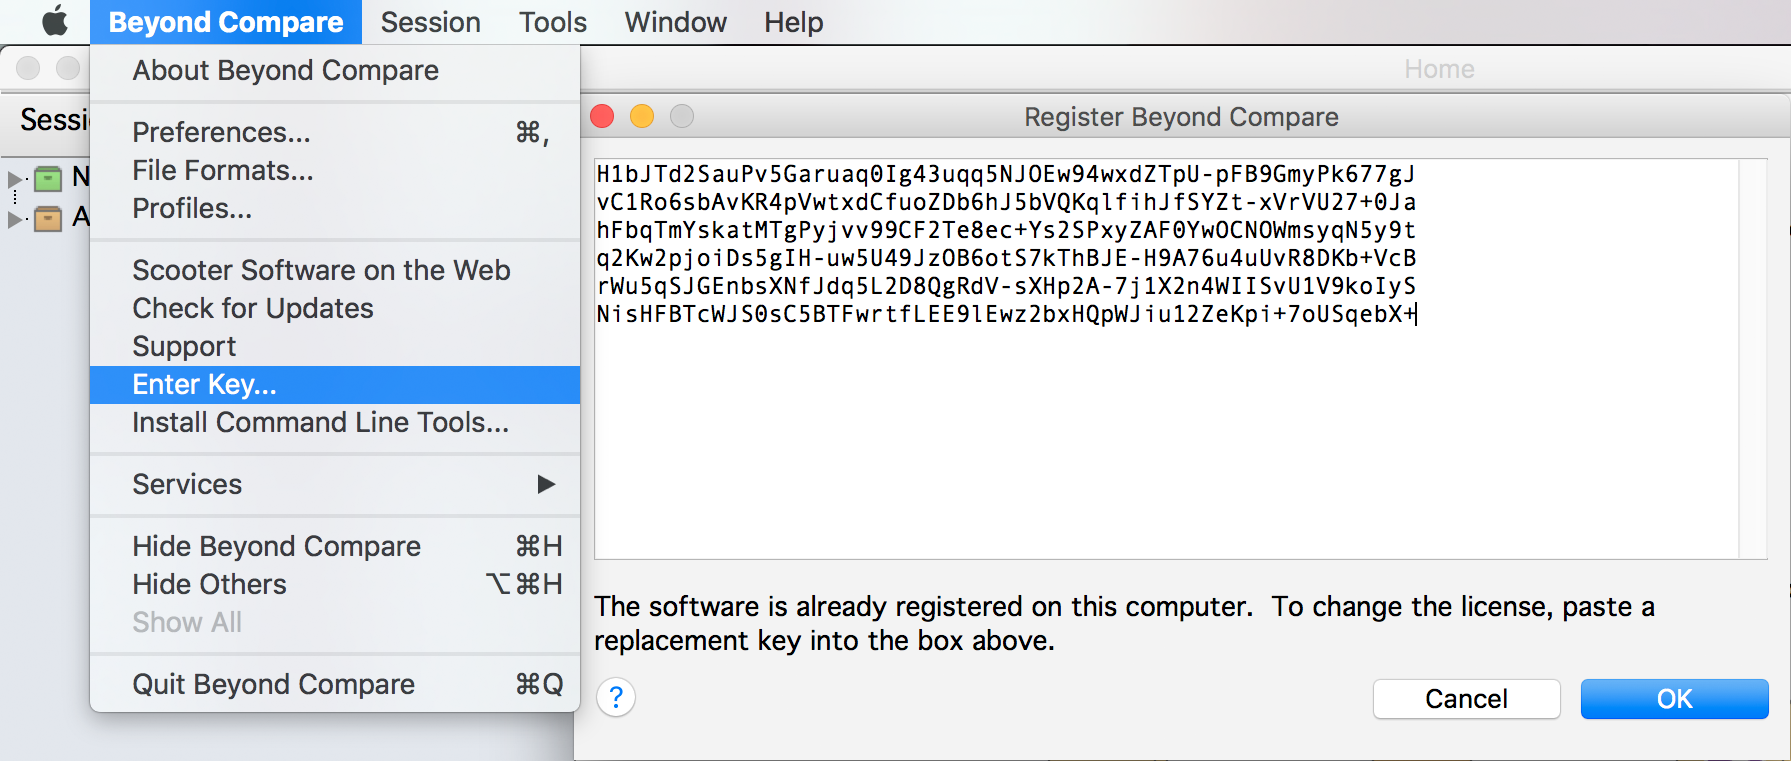 Beyond Compare Session Tools Window Help
Home
Sessi
N
A
About Beyond Compare
Preferences... ⌘,
File Formats...
Profiles...
Scooter Software on the Web
Check for Updates
Support
Enter Key...
Install Command Line Tools...
Services ▶
Hide Beyond Compare ⌘H
Hide Others ⌥⌘H
Show All
Quit Beyond Compare ⌘Q
Register Beyond Compare
H1bJTd2SauPv5Garuaq0Ig43uqq5NJOEw94wxdZTpU-pFB9GmyPk677gJ
vC1Ro6sbAvKR4pVwtxdCfuoZDb6hJ5bVQKqlfihJfSYZt-xVrVU27+0Ja
hFbqTmYskatMTgPyjvv99CF2Te8ec+Ys2SPxyZAF0YwOCNOWmsyqN5y9t
q2Kw2pjoiDs5gIH-uw5U49JzOB6otS7kThBJE-H9A76u4uUvR8DKb+VcB
rWu5qSJGEnbsXNfJdq5L2D8QgRdV-sXHp2A-7j1X2n4WIISvU1V9koIyS
NisHFBTcWJS0sC5BTFwrtfLEE9lEwz2bxHQpWJiu12ZeKpi+7oUSqebX+
The software is already registered on this computer.  To change the license, paste a
replacement key into the box above.
?
Cancel OK